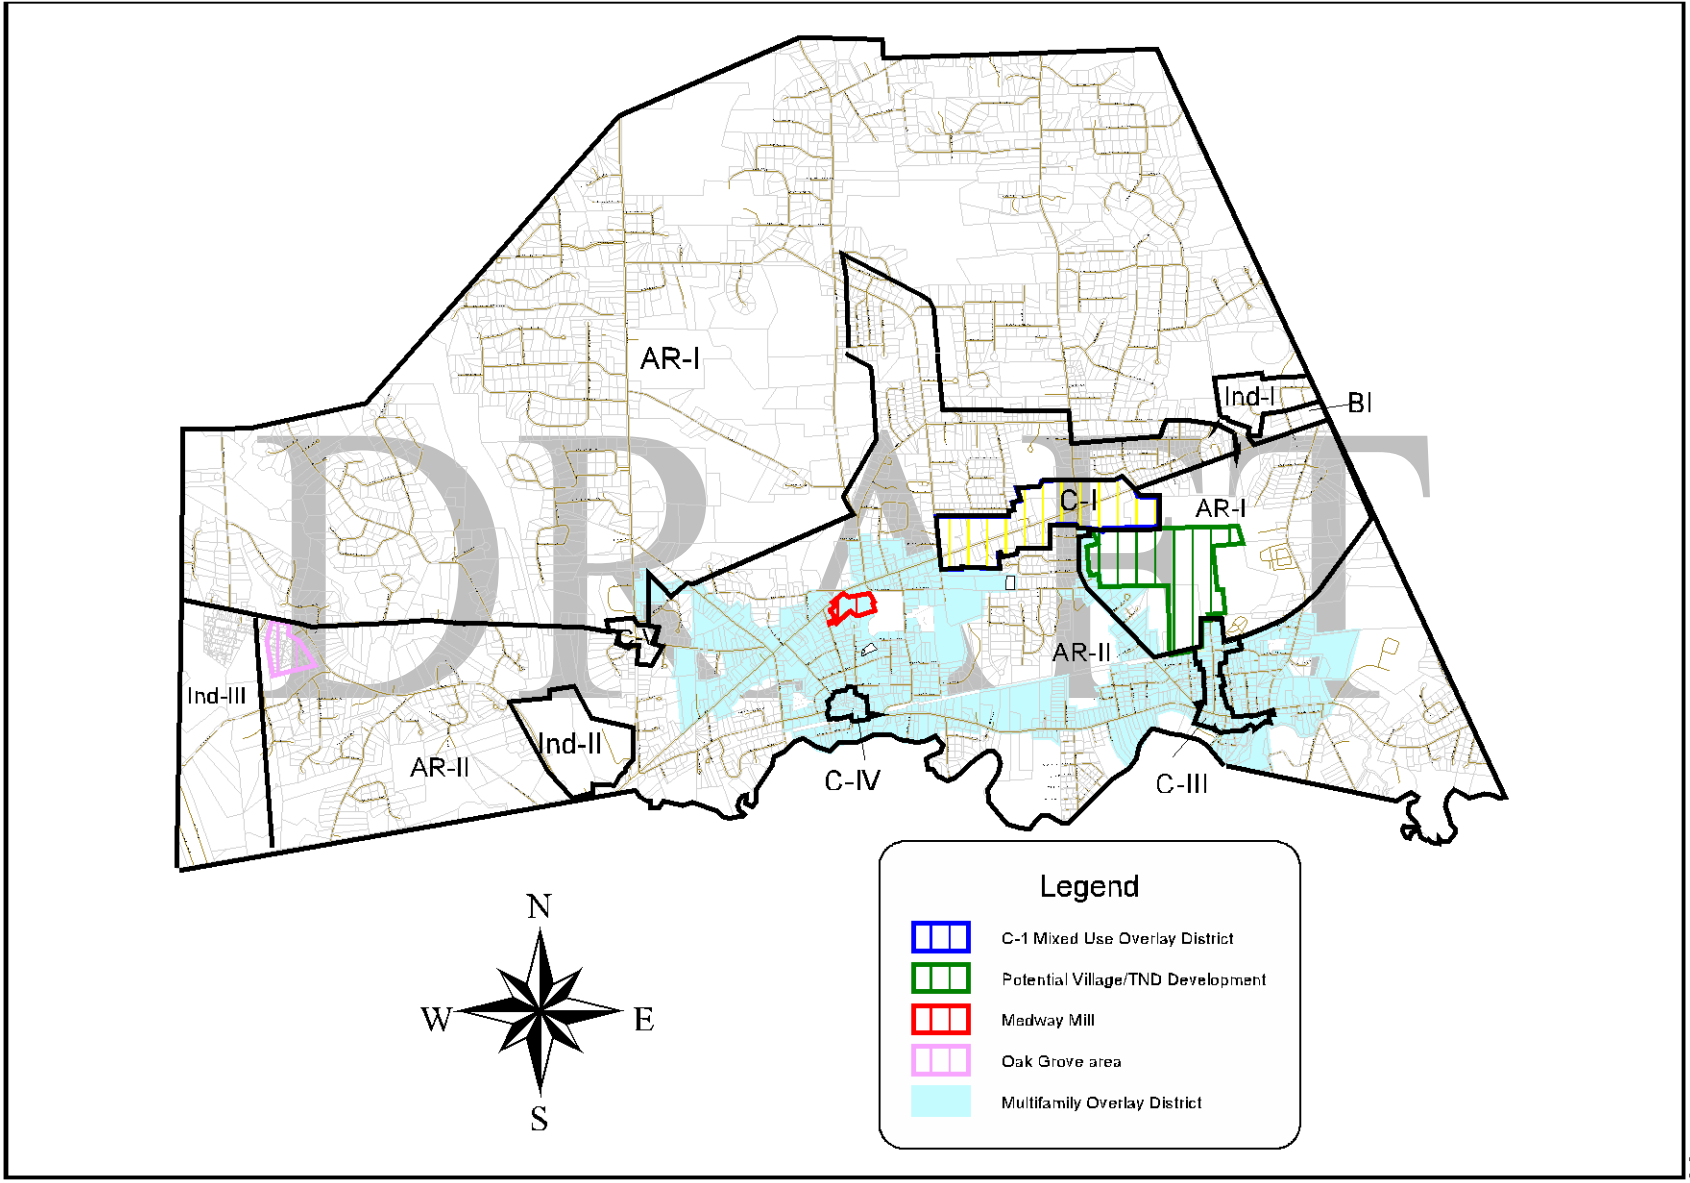 AR-I
Ind-I
BI
DRAFT
C-I
AR-I
AR-II
Ind-III
Ind-II
AR-II
C-IV
C-III
Legend
C-1 Mixed Use Overlay District
Potential Village/TND Development
Medway Mill
Oak Grove area
Multifamily Overlay District
N
W
E
S